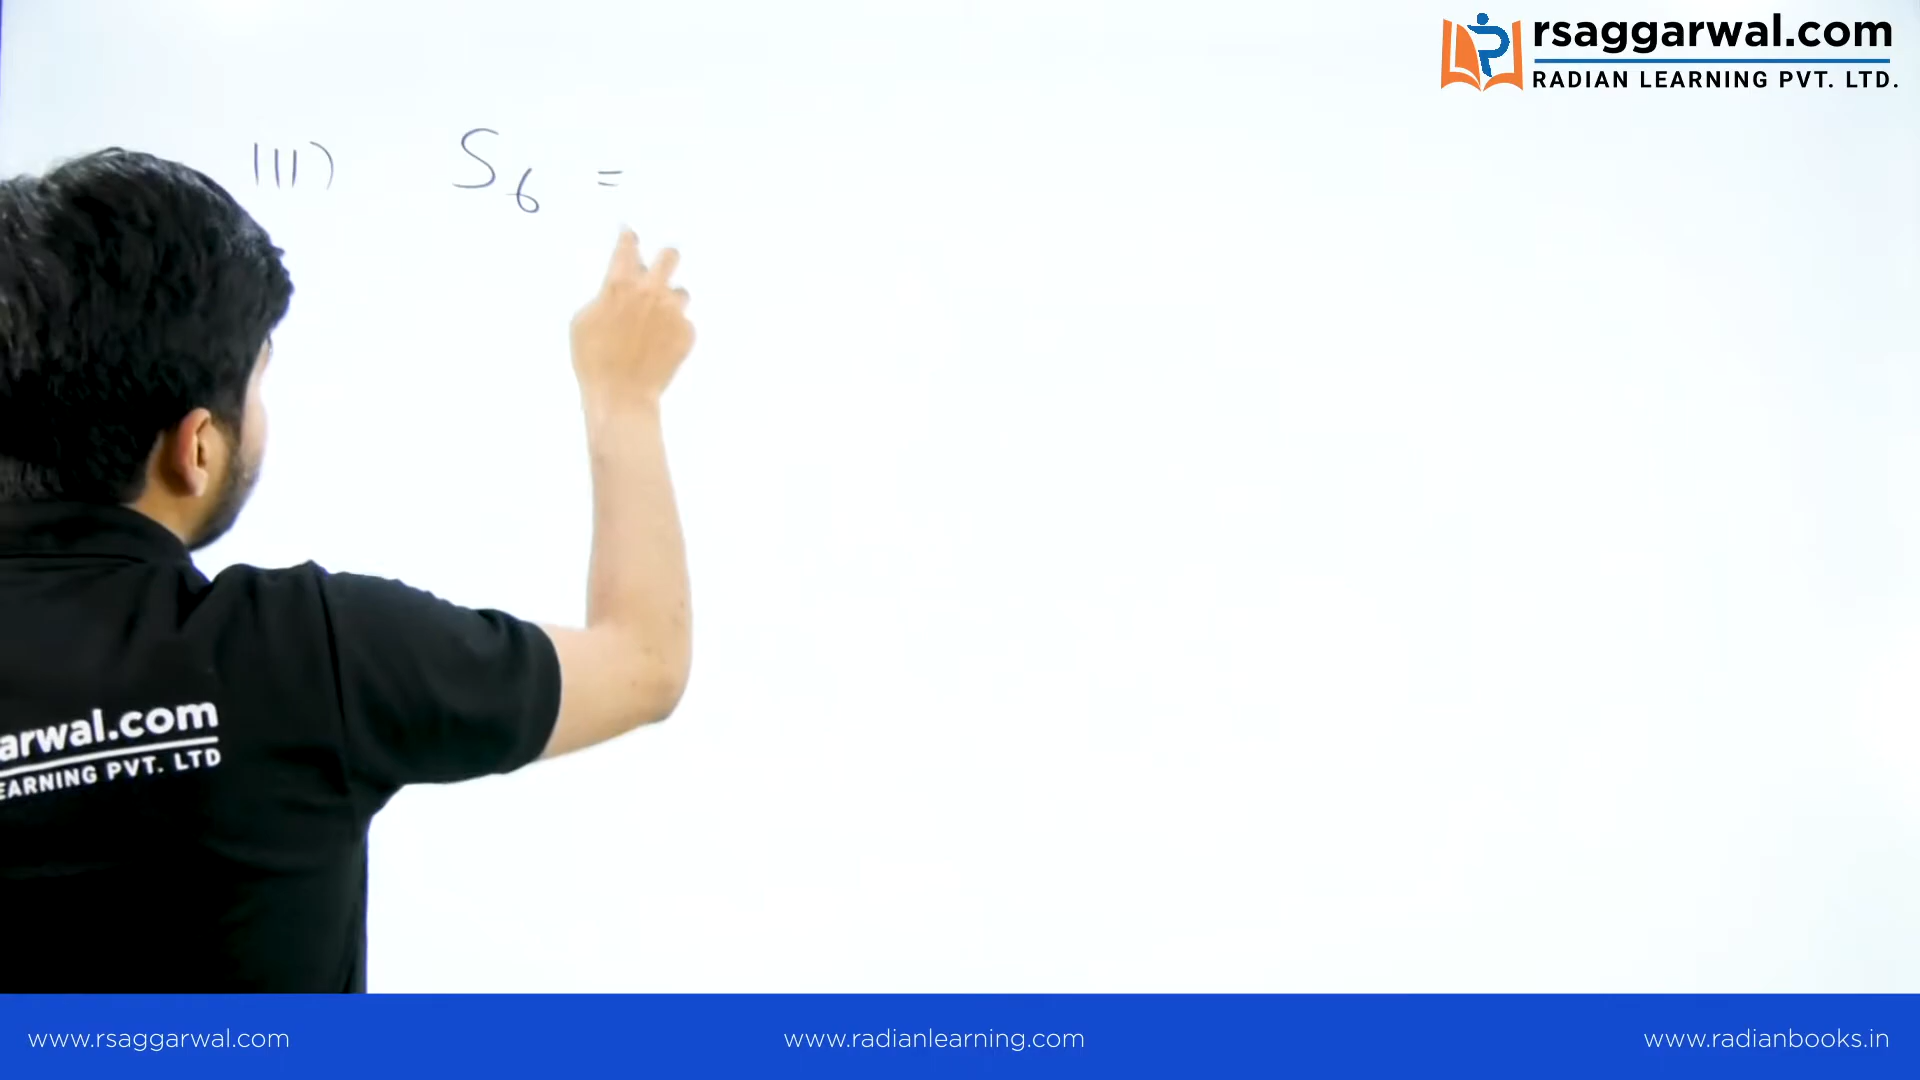 rsaggarwal.com
RADIAN LEARNING PVT. LTD.
III) S6 =
arwal.com
EARNING PVT. LTD
www.rsaggarwal.com
www.radianlearning.com
www.radianbooks.in